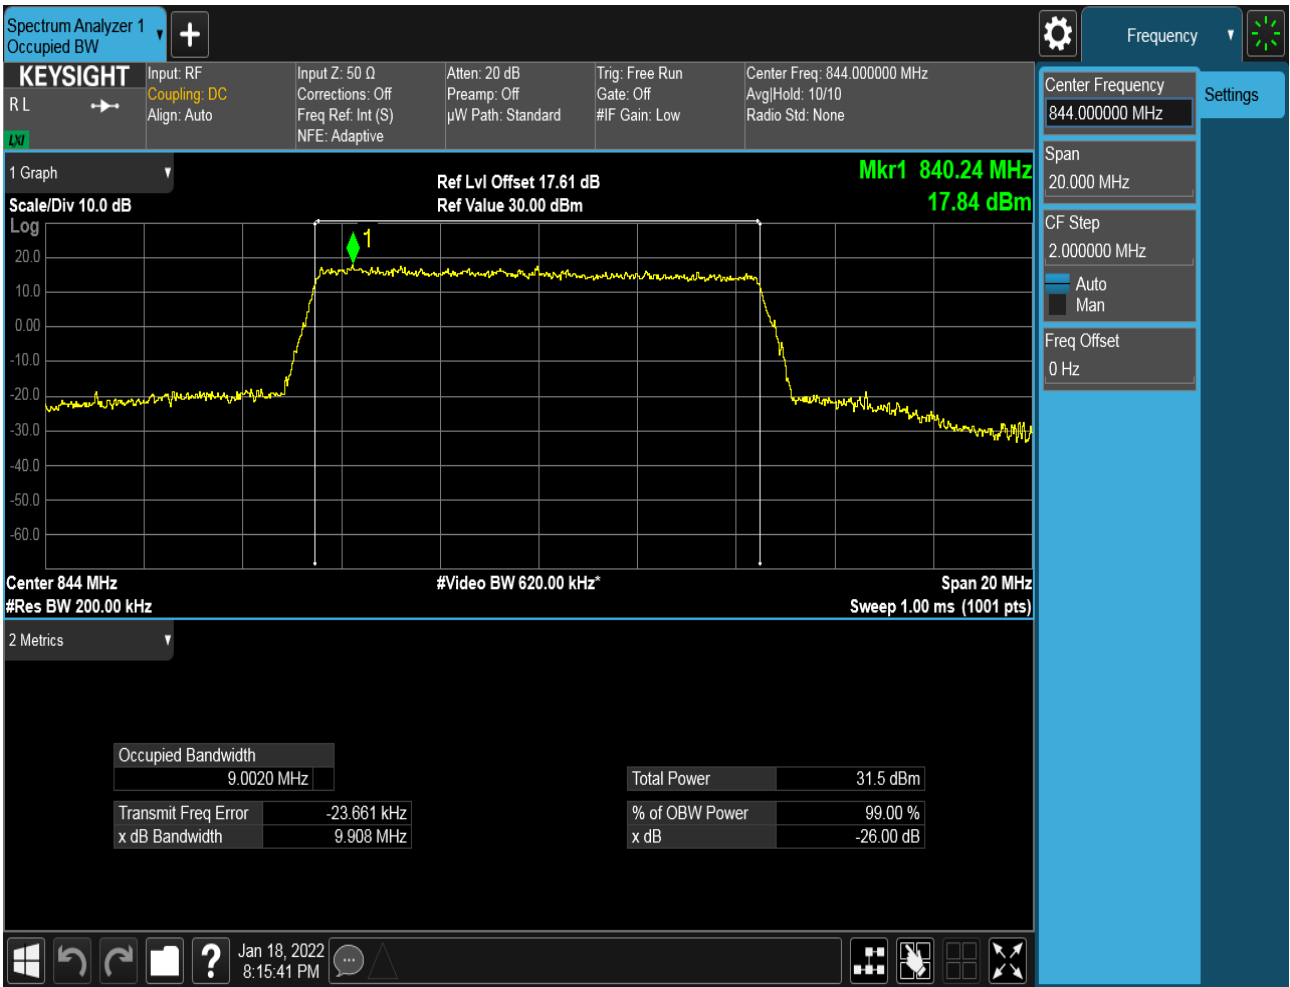 Spectrum Analyzer 1
Occupied BW
Frequency
KEYSIGHT
R L
LXI
Input: RF
Coupling: DC
Align: Auto
Input Z: 50 Ω
Corrections: Off
Freq Ref: Int (S)
NFE: Adaptive
Atten: 20 dB
Preamp: Off
µW Path: Standard
Trig: Free Run
Gate: Off
#IF Gain: Low
Center Freq: 844.000000 MHz
Avg|Hold: 10/10
Radio Std: None
Center Frequency
844.000000 MHz
Settings
Span
20.000 MHz
CF Step
2.000000 MHz
Auto
Man
Freq Offset
0 Hz
1 Graph
Scale/Div 10.0 dB
Log
Ref Lvl Offset 17.61 dB
Ref Value 30.00 dBm
Mkr1 840.24 MHz
17.84 dBm
1
20.0
10.0
0.00
-10.0
-20.0
-30.0
-40.0
-50.0
-60.0
Center 844 MHz
#Video BW 620.00 kHz*
Span 20 MHz
#Res BW 200.00 kHz
Sweep 1.00 ms (1001 pts)
2 Metrics
Occupied Bandwidth
9.0020 MHz
Total Power 31.5 dBm
Transmit Freq Error -23.661 kHz
% of OBW Power 99.00 %
x dB Bandwidth 9.908 MHz
x dB -26.00 dB
Jan 18, 2022
8:15:41 PM